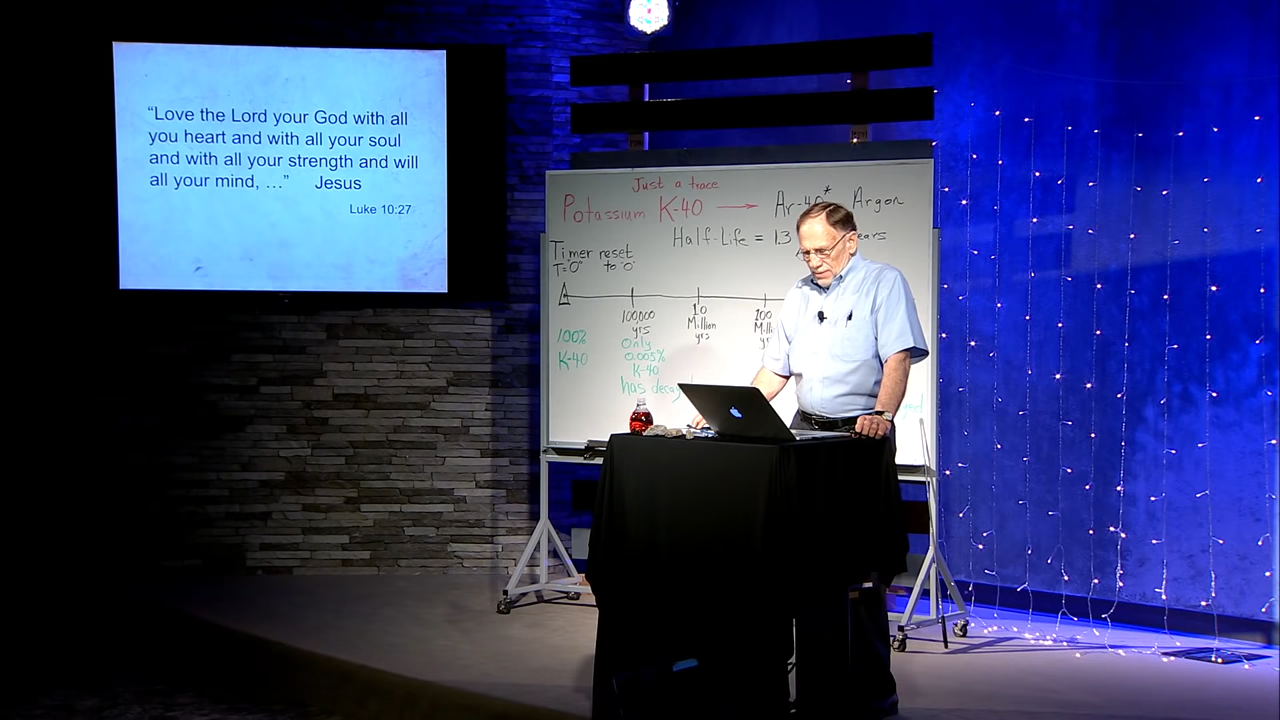 “Love the Lord your God with all
you heart and with all your soul
and with all your strength and will
all your mind, …” Jesus
Luke 10:27
Just a trace
Potassium K-40 → Ar-40* Argon
Half-Life = 1.3
Timer reset
T="0" to "0"
100,000 yrs
10 Million yrs
100
100% K-40
Only
0.005%
K-40
has